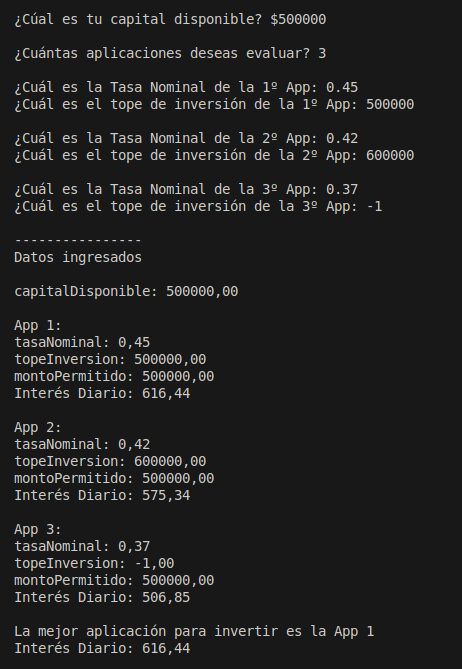 ¿Cúal es tu capital disponible? $500000
¿Cuántas aplicaciones deseas evaluar? 3
¿Cuál es la Tasa Nominal de la 1º App: 0.45
¿Cuál es el tope de inversión de la 1º App: 500000
¿Cuál es la Tasa Nominal de la 2º App: 0.42
¿Cuál es el tope de inversión de la 2º App: 600000
¿Cuál es la Tasa Nominal de la 3º App: 0.37
¿Cuál es el tope de inversión de la 3º App: -1
----------------
Datos ingresados
capitalDisponible: 500000,00
App 1:
tasaNominal: 0,45
topeInversion: 500000,00
montoPermitido: 500000,00
Interés Diario: 616,44
App 2:
tasaNominal: 0,42
topeInversion: 600000,00
montoPermitido: 500000,00
Interés Diario: 575,34
App 3:
tasaNominal: 0,37
topeInversion: -1,00
montoPermitido: 500000,00
Interés Diario: 506,85
La mejor aplicación para invertir es la App 1
Interés Diario: 616,44